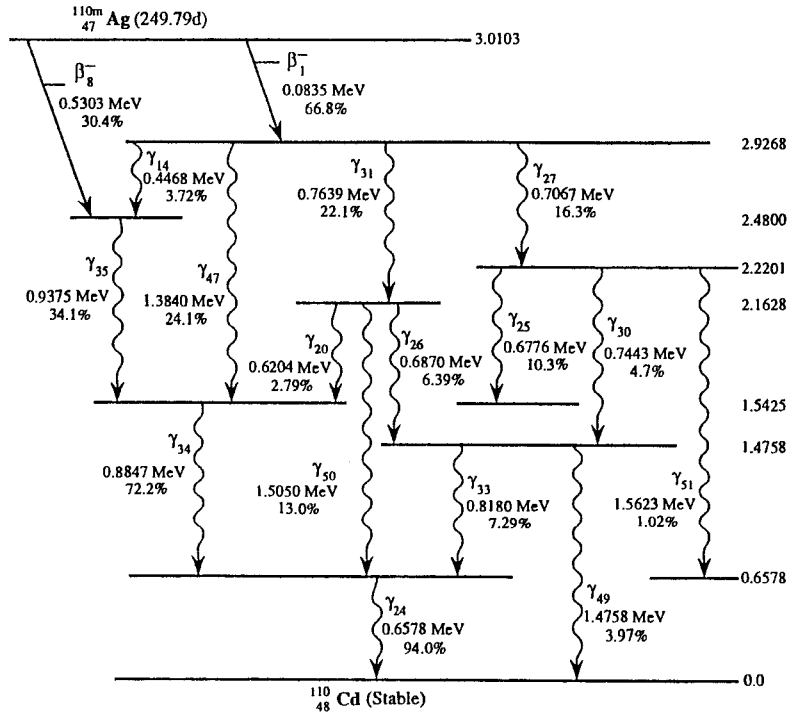 110m
47 Ag (249.79d)
3.0103
β8−
0.5303 MeV
30.4%
β1−
0.0835 MeV
66.8%
2.9268
γ14
0.4468 MeV
3.72%
γ31
0.7639 MeV
22.1%
γ27
0.7067 MeV
16.3%
2.4800
2.2201
2.1628
γ35
0.9375 MeV
34.1%
γ47
1.3840 MeV
24.1%
γ20
0.6204 MeV
2.79%
γ26
0.6870 MeV
6.39%
γ25
0.6776 MeV
10.3%
γ30
0.7443 MeV
4.7%
1.5425
1.4758
γ34
0.8847 MeV
72.2%
γ50
1.5050 MeV
13.0%
γ33
0.8180 MeV
7.29%
γ51
1.5623 MeV
1.02%
0.6578
γ24
0.6578 MeV
94.0%
γ49
1.4758 MeV
3.97%
0.0
110
48 Cd (Stable)